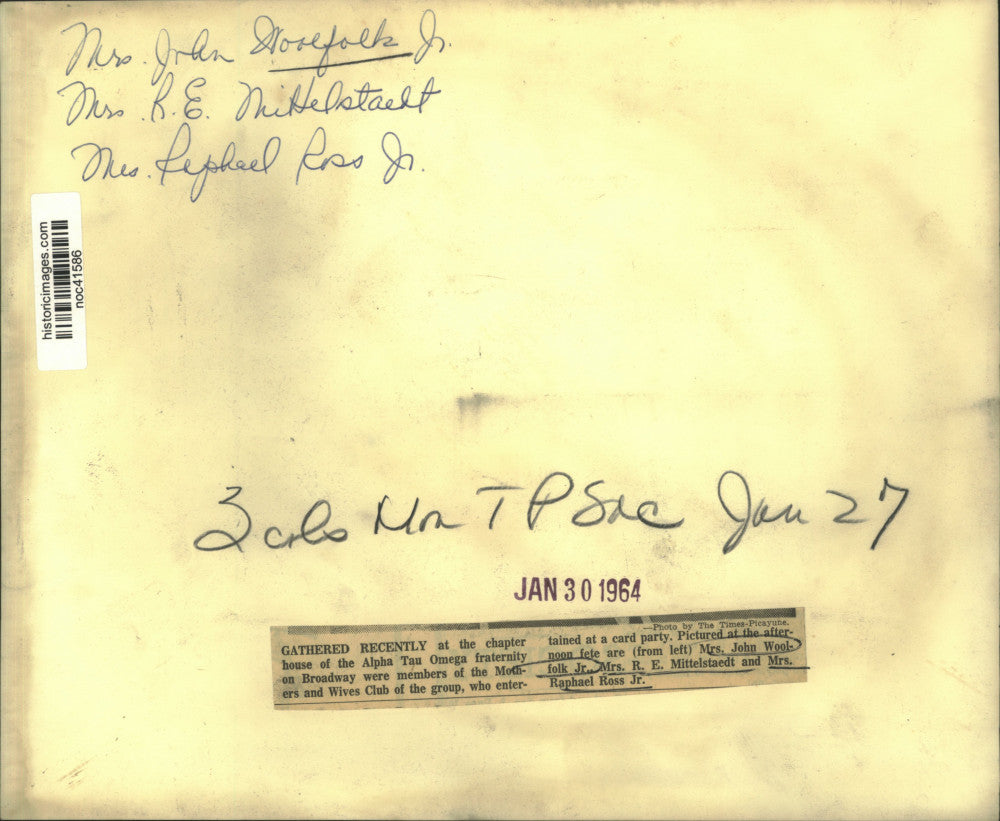 Mrs. John Woolfolk Jr.
Mrs. R. E. Mittelstaedt
Mrs. Raphael Ross Jr.
historicimages.com
noc41586
3 cols Mon T P Soc Jan 27
JAN 30 1964
GATHERED RECENTLY at the chapter
house of the Alpha Tau Omega fraternity
on Broadway were members of the Moth-
ers and Wives Club of the group, who enter-
—Photo by The Times-Picayune.
tained at a card party. Pictured at the after-
noon fete are (from left) Mrs. John Wool-
folk Jr., Mrs. R. E. Mittelstaedt and Mrs.
Raphael Ross Jr.